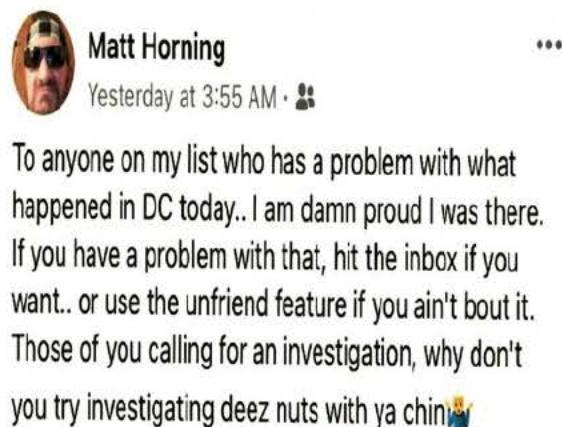 Matt Horning
Yesterday at 3:55 AM ·
To anyone on my list who has a problem with what
happened in DC today.. I am damn proud I was there.
If you have a problem with that, hit the inbox if you
want.. or use the unfriend feature if you ain't bout it.
Those of you calling for an investigation, why don't
you try investigating deez nuts with ya chin🤷‍♂️